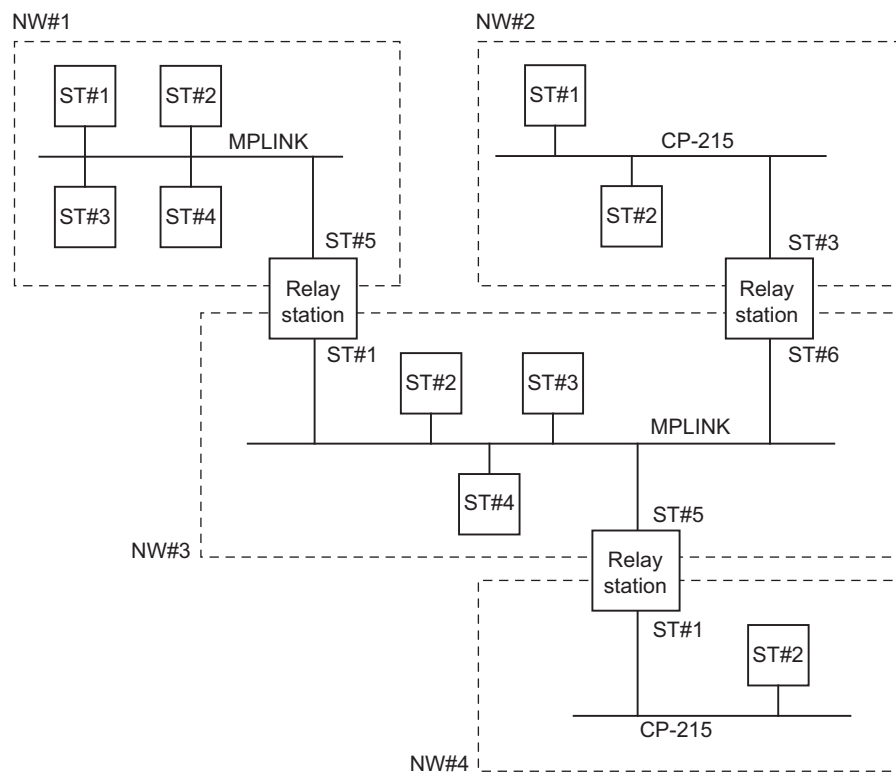 NW#1
NW#2
ST#1
ST#2
ST#1
MPLINK
CP-215
ST#3
ST#4
ST#2
ST#5
ST#3
Relay
station
Relay
station
ST#1
ST#6
ST#2
ST#3
MPLINK
ST#4
ST#5
NW#3
Relay
station
ST#1
ST#2
CP-215
NW#4